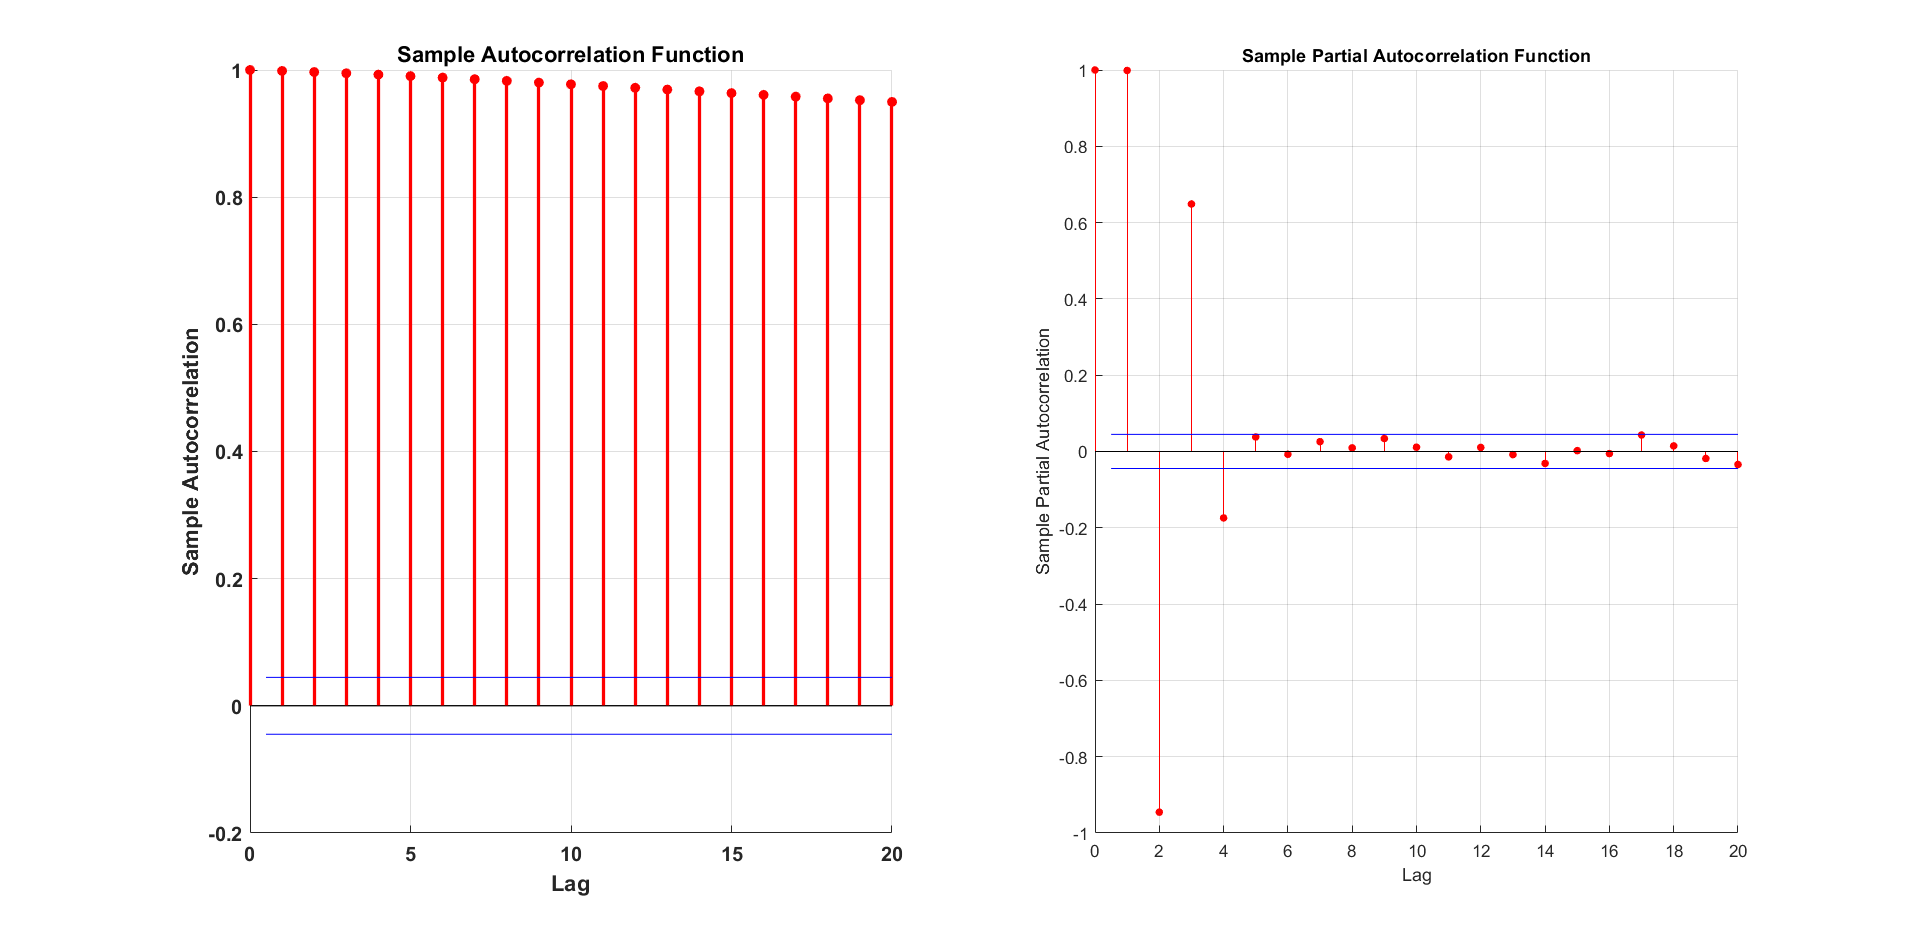 Sample Autocorrelation Function
1
0.8
0.6
0.4
0.2
0
-0.2
0 5 10 15 20
Lag
Sample Autocorrelation
Sample Partial Autocorrelation Function
1
0.8
0.6
0.4
0.2
0
-0.2
-0.4
-0.6
-0.8
-1
0 2 4 6 8 10 12 14 16 18 20
Lag
Sample Partial Autocorrelation